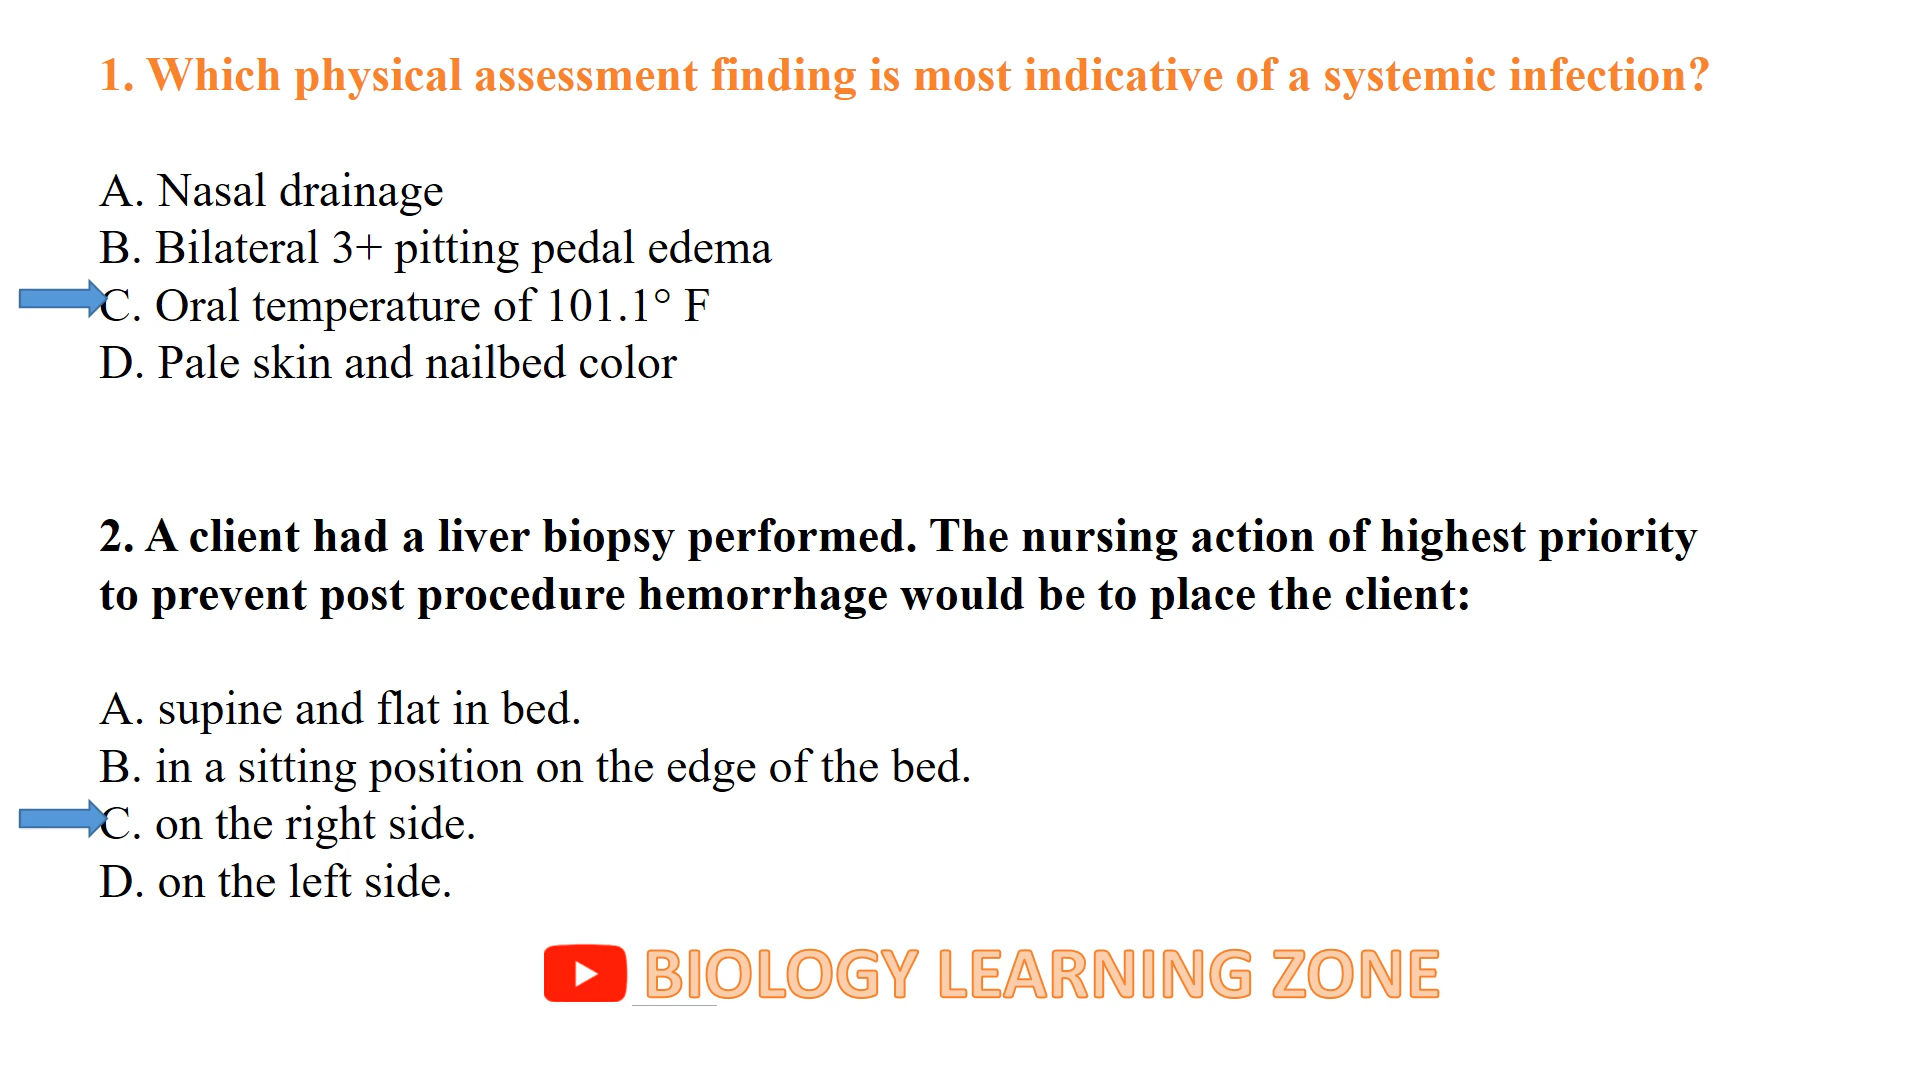 1. Which physical assessment finding is most indicative of a systemic infection?
A. Nasal drainage
B. Bilateral 3+ pitting pedal edema
C. Oral temperature of 101.1° F
D. Pale skin and nailbed color
2. A client had a liver biopsy performed. The nursing action of highest priority
to prevent post procedure hemorrhage would be to place the client:
A. supine and flat in bed.
B. in a sitting position on the edge of the bed.
C. on the right side.
D. on the left side.
BIOLOGY LEARNING ZONE